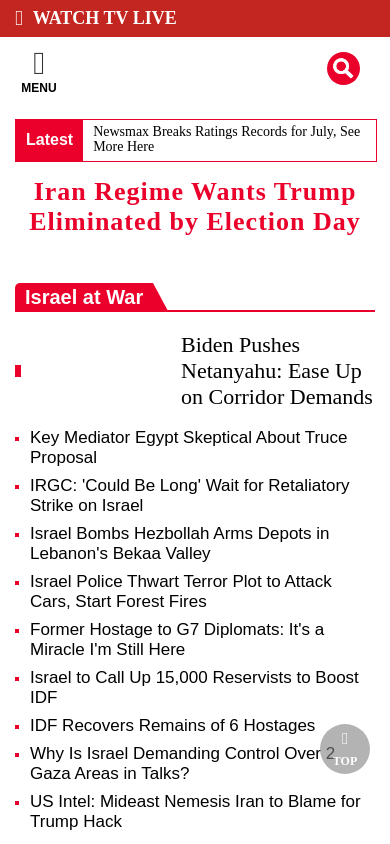 WATCH TV LIVE
MENU
Latest
Newsmax Breaks Ratings Records for July, See
More Here
Iran Regime Wants Trump
Eliminated by Election Day
Israel at War
Biden Pushes
Netanyahu: Ease Up
on Corridor Demands
Key Mediator Egypt Skeptical About Truce
Proposal
IRGC: 'Could Be Long' Wait for Retaliatory
Strike on Israel
Israel Bombs Hezbollah Arms Depots in
Lebanon's Bekaa Valley
Israel Police Thwart Terror Plot to Attack
Cars, Start Forest Fires
Former Hostage to G7 Diplomats: It's a
Miracle I'm Still Here
Israel to Call Up 15,000 Reservists to Boost
IDF
IDF Recovers Remains of 6 Hostages
Why Is Israel Demanding Control Over 2
Gaza Areas in Talks?
TOP
US Intel: Mideast Nemesis Iran to Blame for
Trump Hack